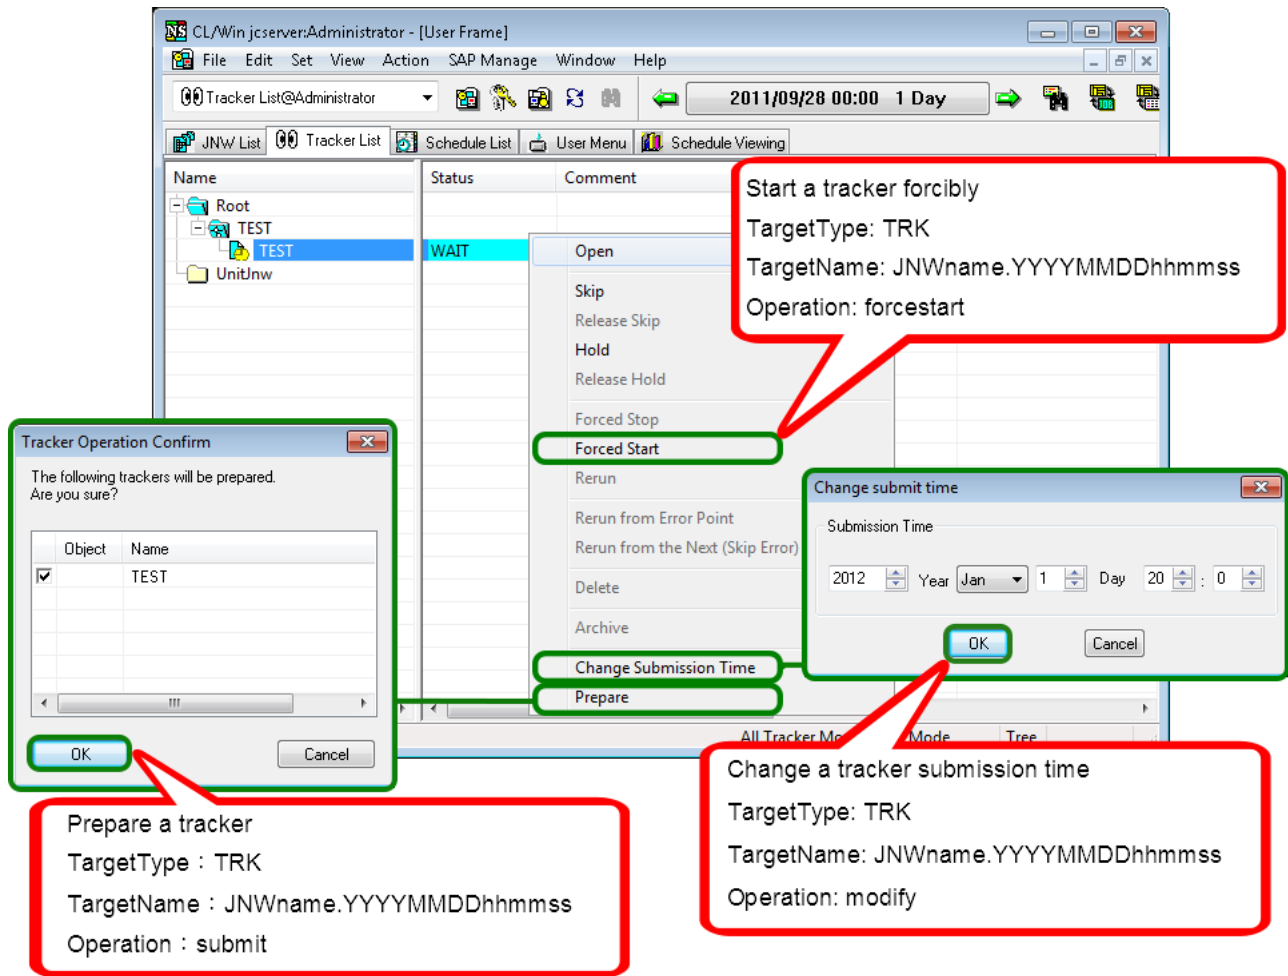 CL/Win jcserver:Administrator - [User Frame]
File Edit Set View Action SAP Manage Window Help
Tracker List@Administrator 2011/09/28 00:00 1 Day
JNW List Tracker List Schedule List User Menu Schedule Viewing
Name Status Comment
Root
TEST
TEST WAIT
UnitJnw
Open
Skip
Release Skip
Hold
Release Hold
Forced Stop
Forced Start
Rerun
Rerun from Error Point
Rerun from the Next (Skip Error)
Delete
Archive
Change Submission Time
Prepare
Start a tracker forcibly
TargetType: TRK
TargetName: JNWname.YYYYMMDDhhmmss
Operation: forcestart
Tracker Operation Confirm
The following trackers will be prepared.
Are you sure?
Object Name
TEST
OK Cancel
Change submit time
Submission Time
2012 Year Jan 1 Day 20 : 0
OK Cancel
All Tracker Mo Mode Tree
Prepare a tracker
TargetType：TRK
TargetName：JNWname.YYYYMMDDhhmmss
Operation：submit
Change a tracker submission time
TargetType: TRK
TargetName: JNWname.YYYYMMDDhhmmss
Operation: modify